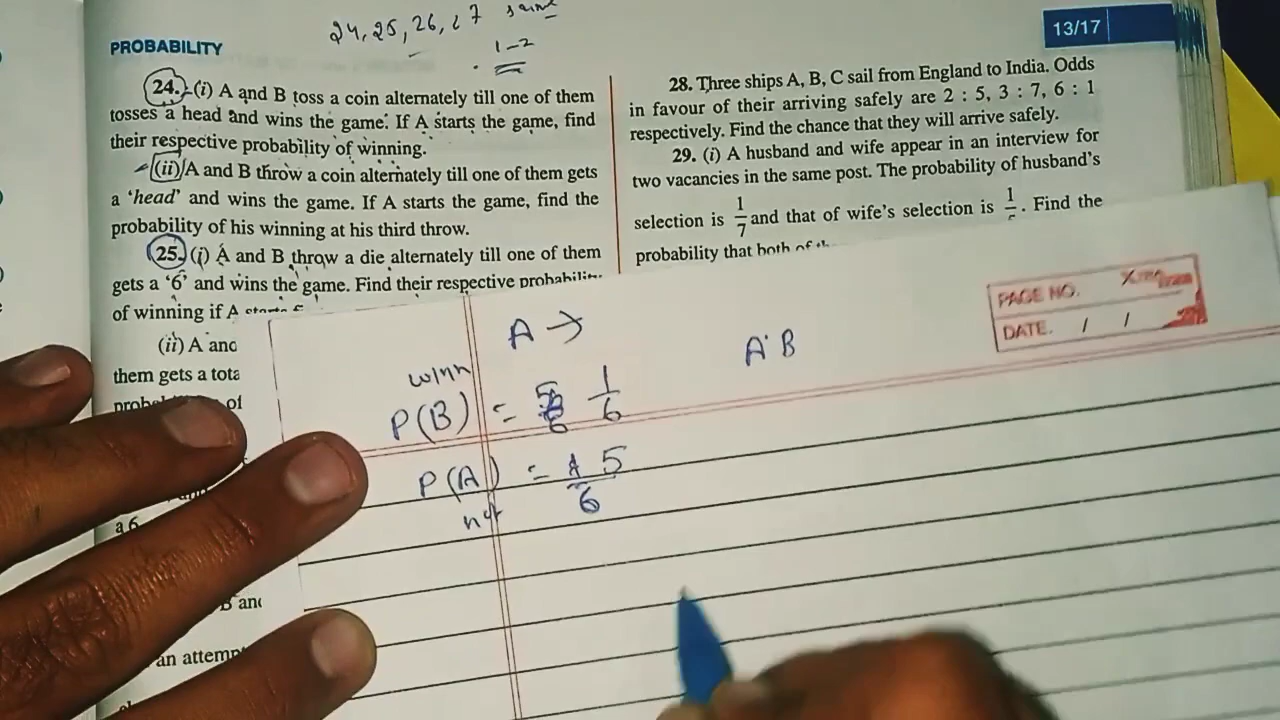 24, 25, 26, 27 same
1-2
13/17
PROBABILITY
24. (i) A and B toss a coin alternately till one of them
tosses a head and wins the game. If A starts the game, find
their respective probability of winning.
(ii) A and B throw a coin alternately till one of them gets
a 'head' and wins the game. If A starts the game, find the
probability of his winning at his third throw.
25. (i) A and B throw a die alternately till one of them
gets a '6' and wins the game. Find their respective
of winning if A
(ii) A and
them gets a tota
of
a 6
B and
an attemp
28. Three ships A, B, C sail from England to India. Odds
in favour of their arriving safely are 2 : 5, 3 : 7, 6 : 1
respectively. Find the chance that they will arrive safely.
29. (i) A husband and wife appear in an interview for
two vacancies in the same post. The probability of husband's
selection is 1/7 and that of wife's selection is 1/ . Find the
probability that both of
PAGE NO.
DATE. / /
A →
A B
winn
P(B) = 1/6
P(A) = 5/6
not